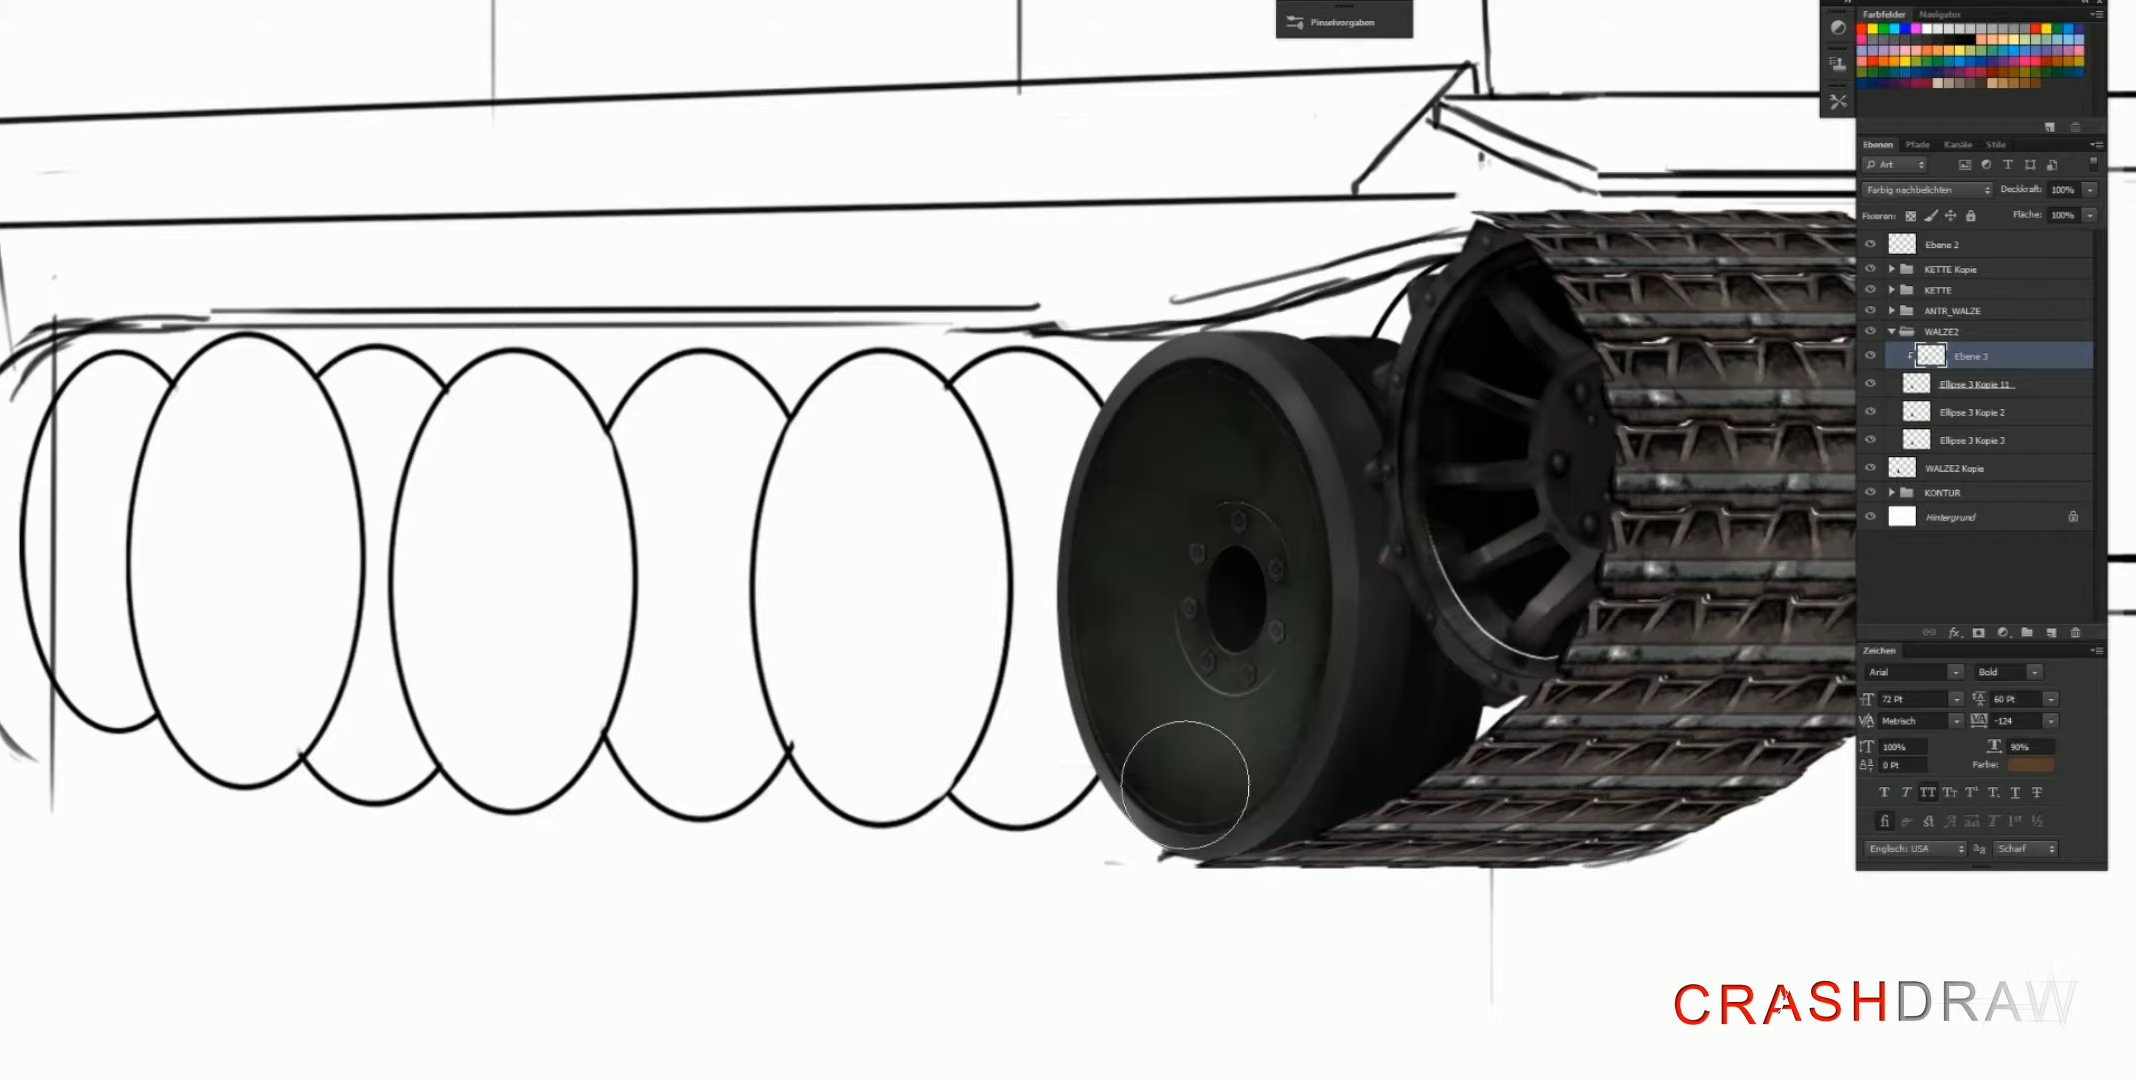 Pinselvorgaben
Farbfelder Navigator
Ebenen Pfade Kanäle Stile
Art
Farbig nachbelichten Deckkraft: 100%
Fixieren: Fläche: 100%
Ebene 2
KETTE Kopie
KETTE
ANTR_WALZE
WALZE2
Ebene 3
Ellipse 3 Kopie 11
Ellipse 3 Kopie 2
Ellipse 3 Kopie 3
WALZE2 Kopie
KONTUR
Hintergrund
fx
Zeichen
Arial Bold
72 Pt 60 Pt
Metrisch -124
100% 90%
0 Pt Farbe:
Englisch: USA Scharf
CRASHDRAW